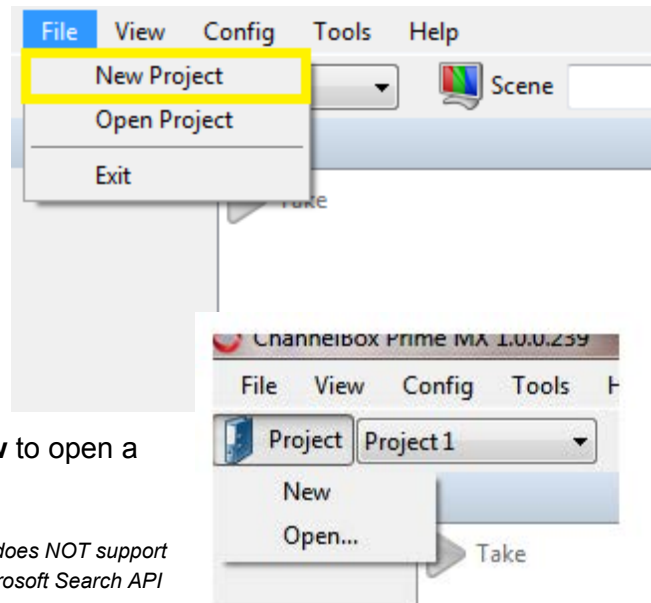 File View Config Tools Help
New Project
Scene
Open Project
Exit
Take
ChannelBox Prime MX 1.0.0.239
File View Config Tools H
Project Project 1
to open a
New
Open...
does NOT support
Take
rosoft Search API